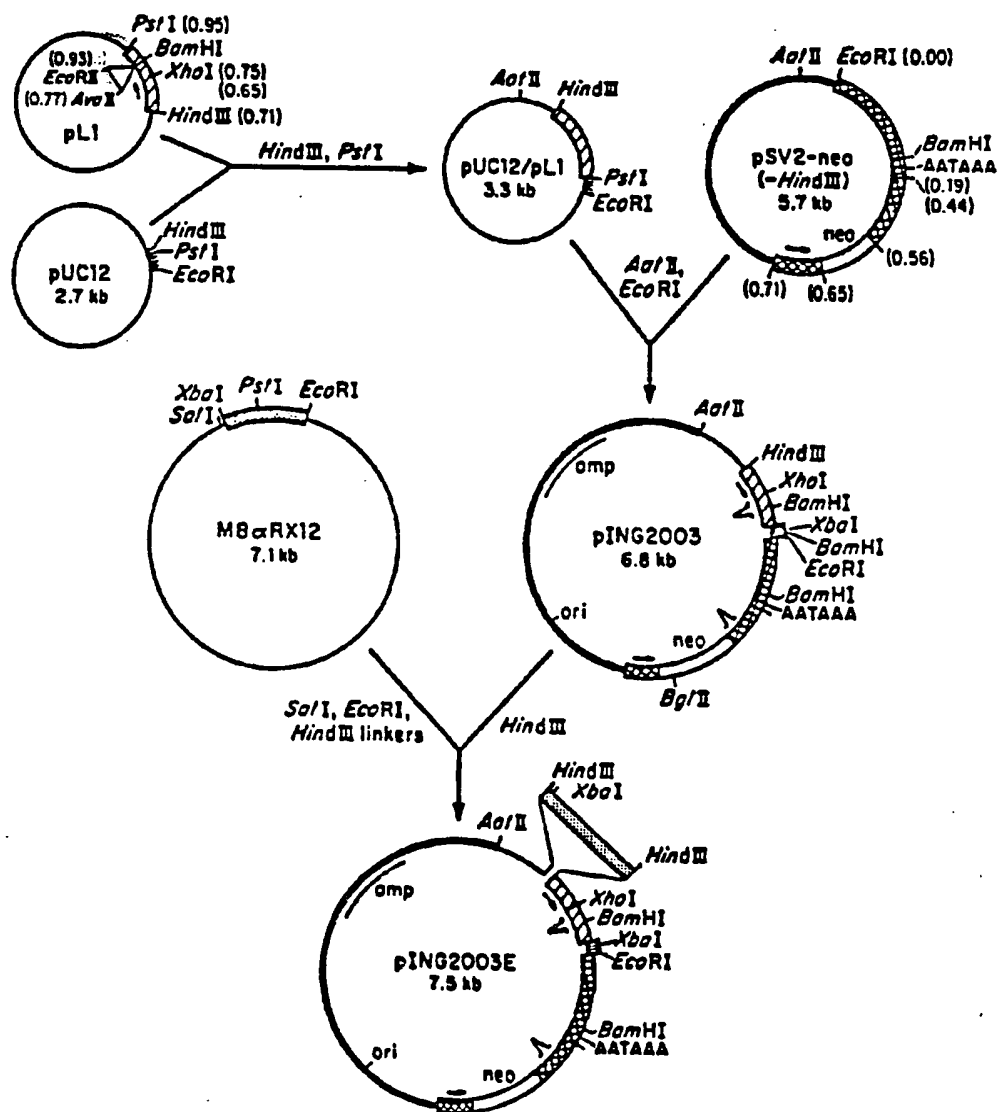 PstI (0.95)
BamHI
(0.93)
EcoRII
XhoI (0.75)
(0.65)
(0.77) AvaII
HindIII (0.71)
pL1
HindIII, PstI
HindIII
PstI
EcoRI
pUC12
2.7 kb
AatII
HindIII
pUC12/pL1
3.3 kb
PstI
EcoRI
AatII
EcoRI (0.00)
pSV2-neo
(-HindIII)
5.7 kb
BamHI
AATAAA
(0.19)
(0.44)
neo
(0.56)
(0.71)
(0.65)
AatII,
EcoRI
XbaI
PstI
EcoRI
SalI
M8αRX12
7.1 kb
AatII
amp
HindIII
XhoI
BamHI
XbaI
BamHI
EcoRI
pING2003
6.8 kb
BamHI
AATAAA
ori
neo
BglII
SalI, EcoRI,
HindIII linkers
HindIII
HindIII
XbaI
AatII
HindIII
amp
XhoI
BamHI
XbaI
EcoRI
pING2003E
7.5 kb
BamHI
AATAAA
ori
neo